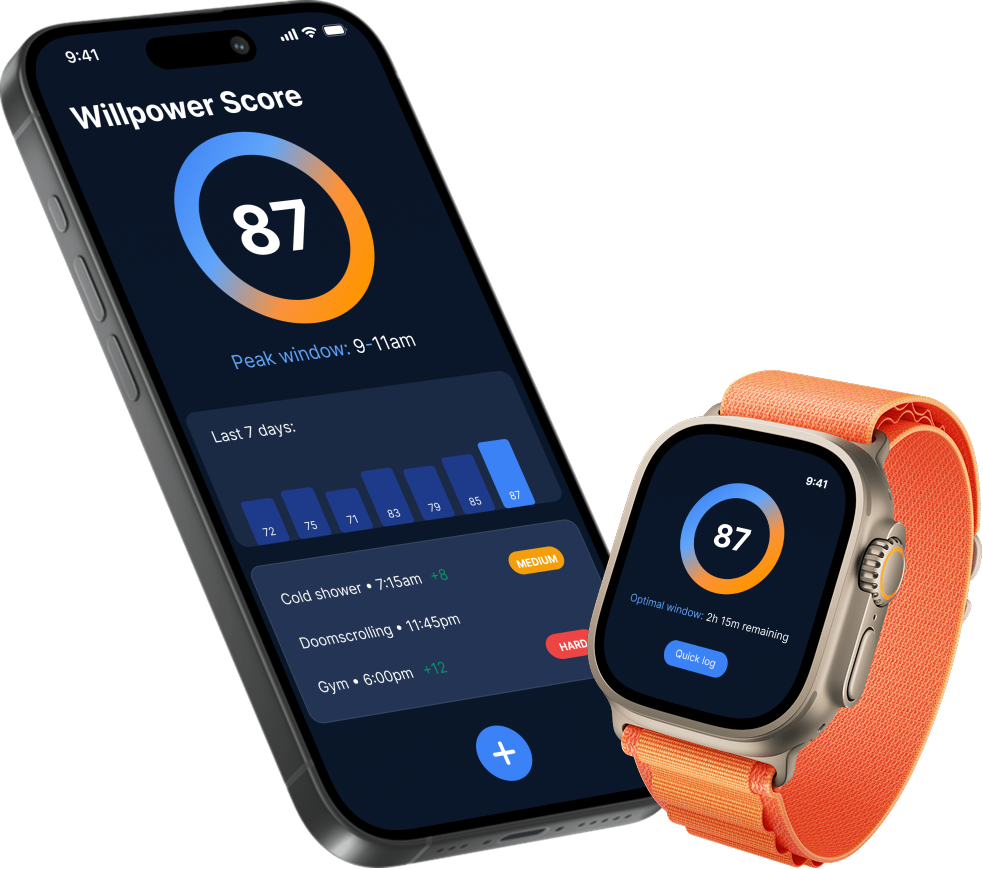 9:41
Willpower Score
87
Peak window: 9-11am
Last 7 days:
72 75 71 83 79 85 87
Cold shower • 7:15am +8 MEDIUM
Doomscrolling • 11:45pm
Gym • 6:00pm +12 HARD
9:41
87
Optimal window: 2h 15m remaining
Quick log